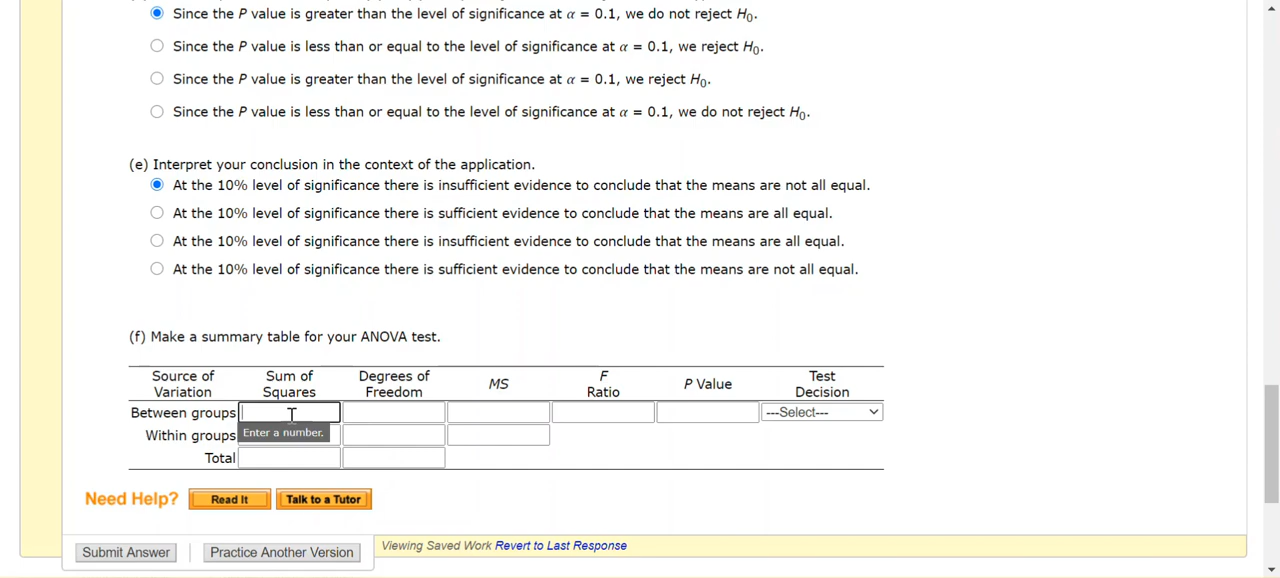 Since the P value is greater than the level of significance at α = 0.1, we do not reject H0.
Since the P value is less than or equal to the level of significance at α = 0.1, we reject H0.
Since the P value is greater than the level of significance at α = 0.1, we reject H0.
Since the P value is less than or equal to the level of significance at α = 0.1, we do not reject H0.
(e) Interpret your conclusion in the context of the application.
At the 10% level of significance there is insufficient evidence to conclude that the means are not all equal.
At the 10% level of significance there is sufficient evidence to conclude that the means are all equal.
At the 10% level of significance there is insufficient evidence to conclude that the means are all equal.
At the 10% level of significance there is sufficient evidence to conclude that the means are not all equal.
(f) Make a summary table for your ANOVA test.
Source of Variation Sum of Squares Degrees of Freedom MS F Ratio P Value Test Decision
Between groups ---Select---
Enter a number.
Within groups
Total
Need Help? Read It Talk to a Tutor
Submit Answer Practice Another Version Viewing Saved Work Revert to Last Response